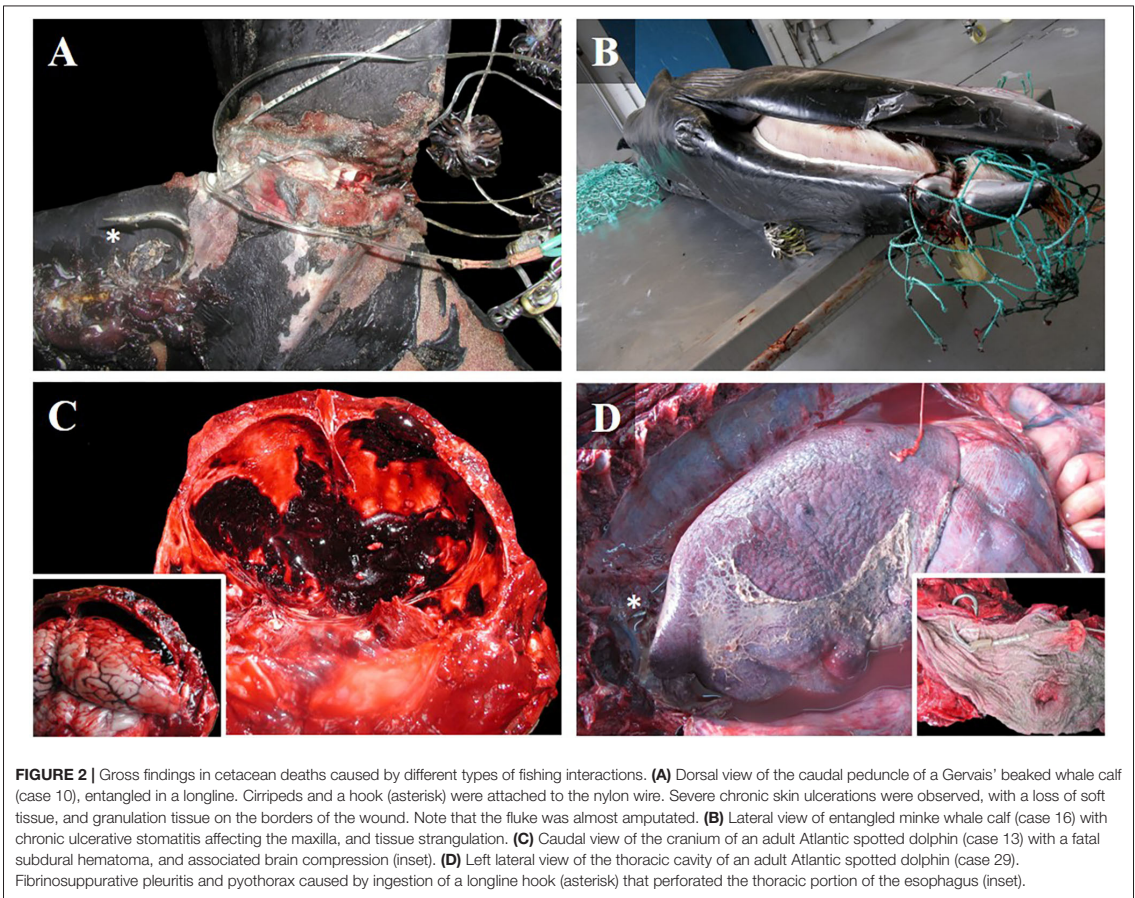 A
B
C
D
*
*
FIGURE 2 | Gross findings in cetacean deaths caused by different types of fishing interactions. (A) Dorsal view of the caudal peduncle of a Gervais' beaked whale calf
(case 10), entangled in a longline. Cirripeds and a hook (asterisk) were attached to the nylon wire. Severe chronic skin ulcerations were observed, with a loss of soft
tissue, and granulation tissue on the borders of the wound. Note that the fluke was almost amputated. (B) Lateral view of entangled minke whale calf (case 16) with
chronic ulcerative stomatitis affecting the maxilla, and tissue strangulation. (C) Caudal view of the cranium of an adult Atlantic spotted dolphin (case 13) with a fatal
subdural hematoma, and associated brain compression (inset). (D) Left lateral view of the thoracic cavity of an adult Atlantic spotted dolphin (case 29).
Fibrinosuppurative pleuritis and pyothorax caused by ingestion of a longline hook (asterisk) that perforated the thoracic portion of the esophagus (inset).